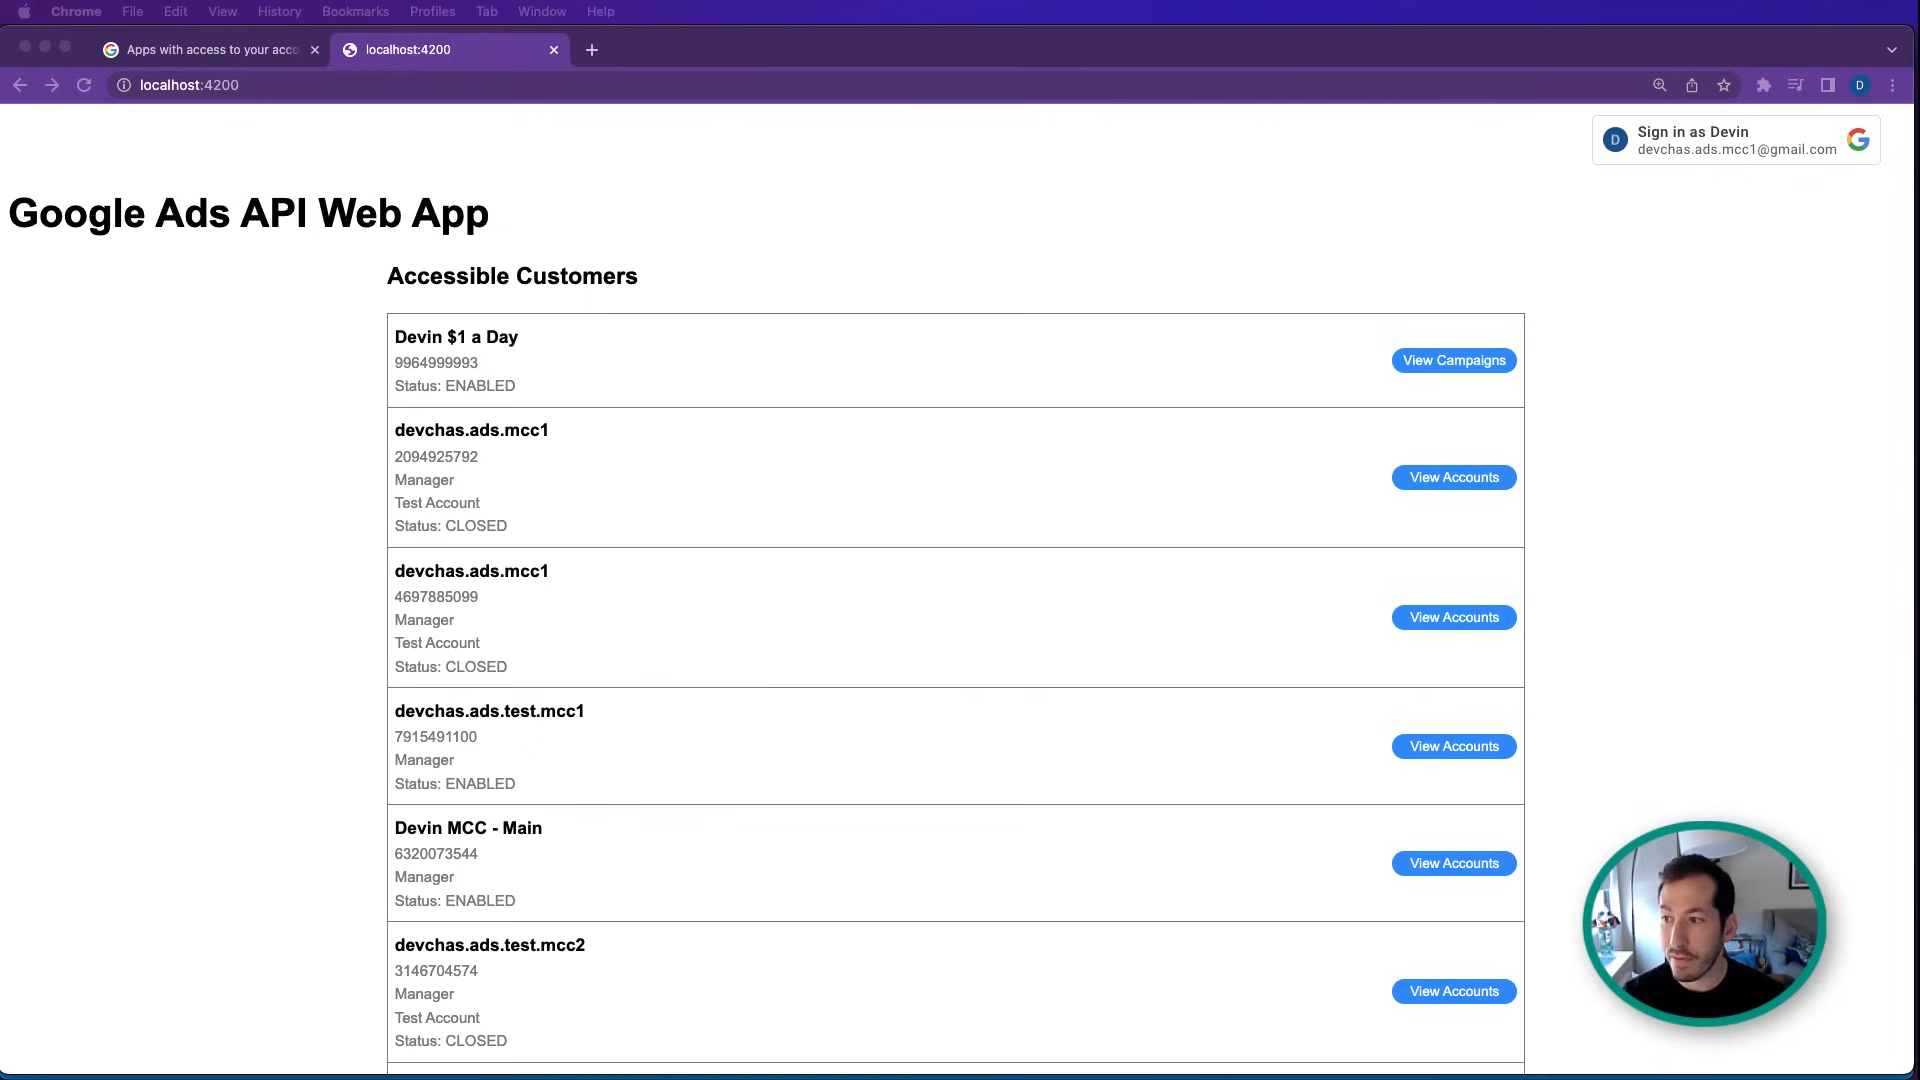 Chrome File Edit View History Bookmarks Profiles Tab Window Help
Apps with access to your acco
localhost:4200
localhost:4200
D
D
Sign in as Devin
devchas.ads.mcc1@gmail.com
Google Ads API Web App
Accessible Customers
Devin $1 a Day
9964999993
Status: ENABLED
View Campaigns
devchas.ads.mcc1
2094925792
Manager
Test Account
Status: CLOSED
View Accounts
devchas.ads.mcc1
4697885099
Manager
Test Account
Status: CLOSED
View Accounts
devchas.ads.test.mcc1
7915491100
Manager
Status: ENABLED
View Accounts
Devin MCC - Main
6320073544
Manager
Status: ENABLED
View Accounts
devchas.ads.test.mcc2
3146704574
Manager
Test Account
Status: CLOSED
View Accounts